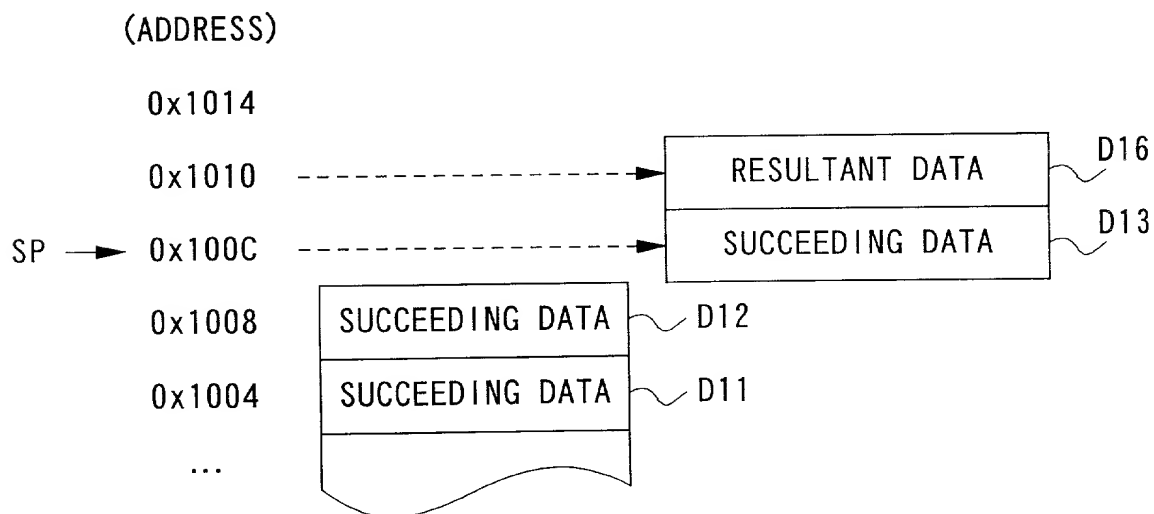 (ADDRESS)
0x1014
0x1010
RESULTANT DATA
D16
SP
0x100C
SUCCEEDING DATA
D13
0x1008
SUCCEEDING DATA
D12
0x1004
SUCCEEDING DATA
D11
...